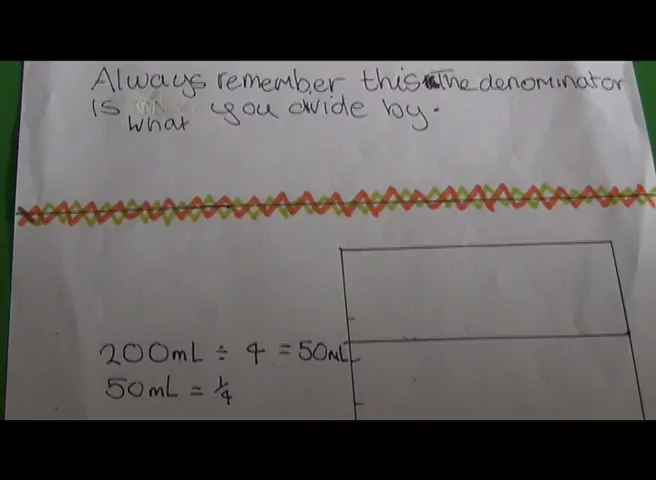 Always remember this The denominator
is what you divide by.
200mL ÷ 4 = 50mL
50mL = 1/4